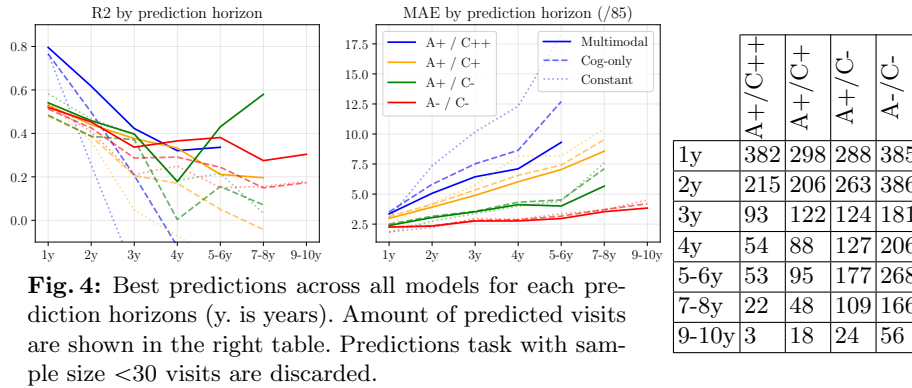 R2 by prediction horizon
0.8
0.6
0.4
0.2
0.0
1y 2y 3y 4y 5-6y 7-8y 9-10y
MAE by prediction horizon (/85)
17.5
15.0
12.5
10.0
7.5
5.0
2.5
A+ / C++
A+ / C+
A+ / C-
A- / C-
Multimodal
Cog-only
Constant
1y 2y 3y 4y 5-6y 7-8y 9-10y
A+/C++ A+/C+ A+/C- A-/C-
1y 382 298 288 385
2y 215 206 263 386
3y 93 122 124 181
4y 54 88 127 206
5-6y 53 95 177 268
7-8y 22 48 109 166
9-10y 3 18 24 56
Fig. 4: Best predictions across all models for each pre-
diction horizons (y. is years). Amount of predicted visits
are shown in the right table. Predictions task with sam-
ple size <30 visits are discarded.